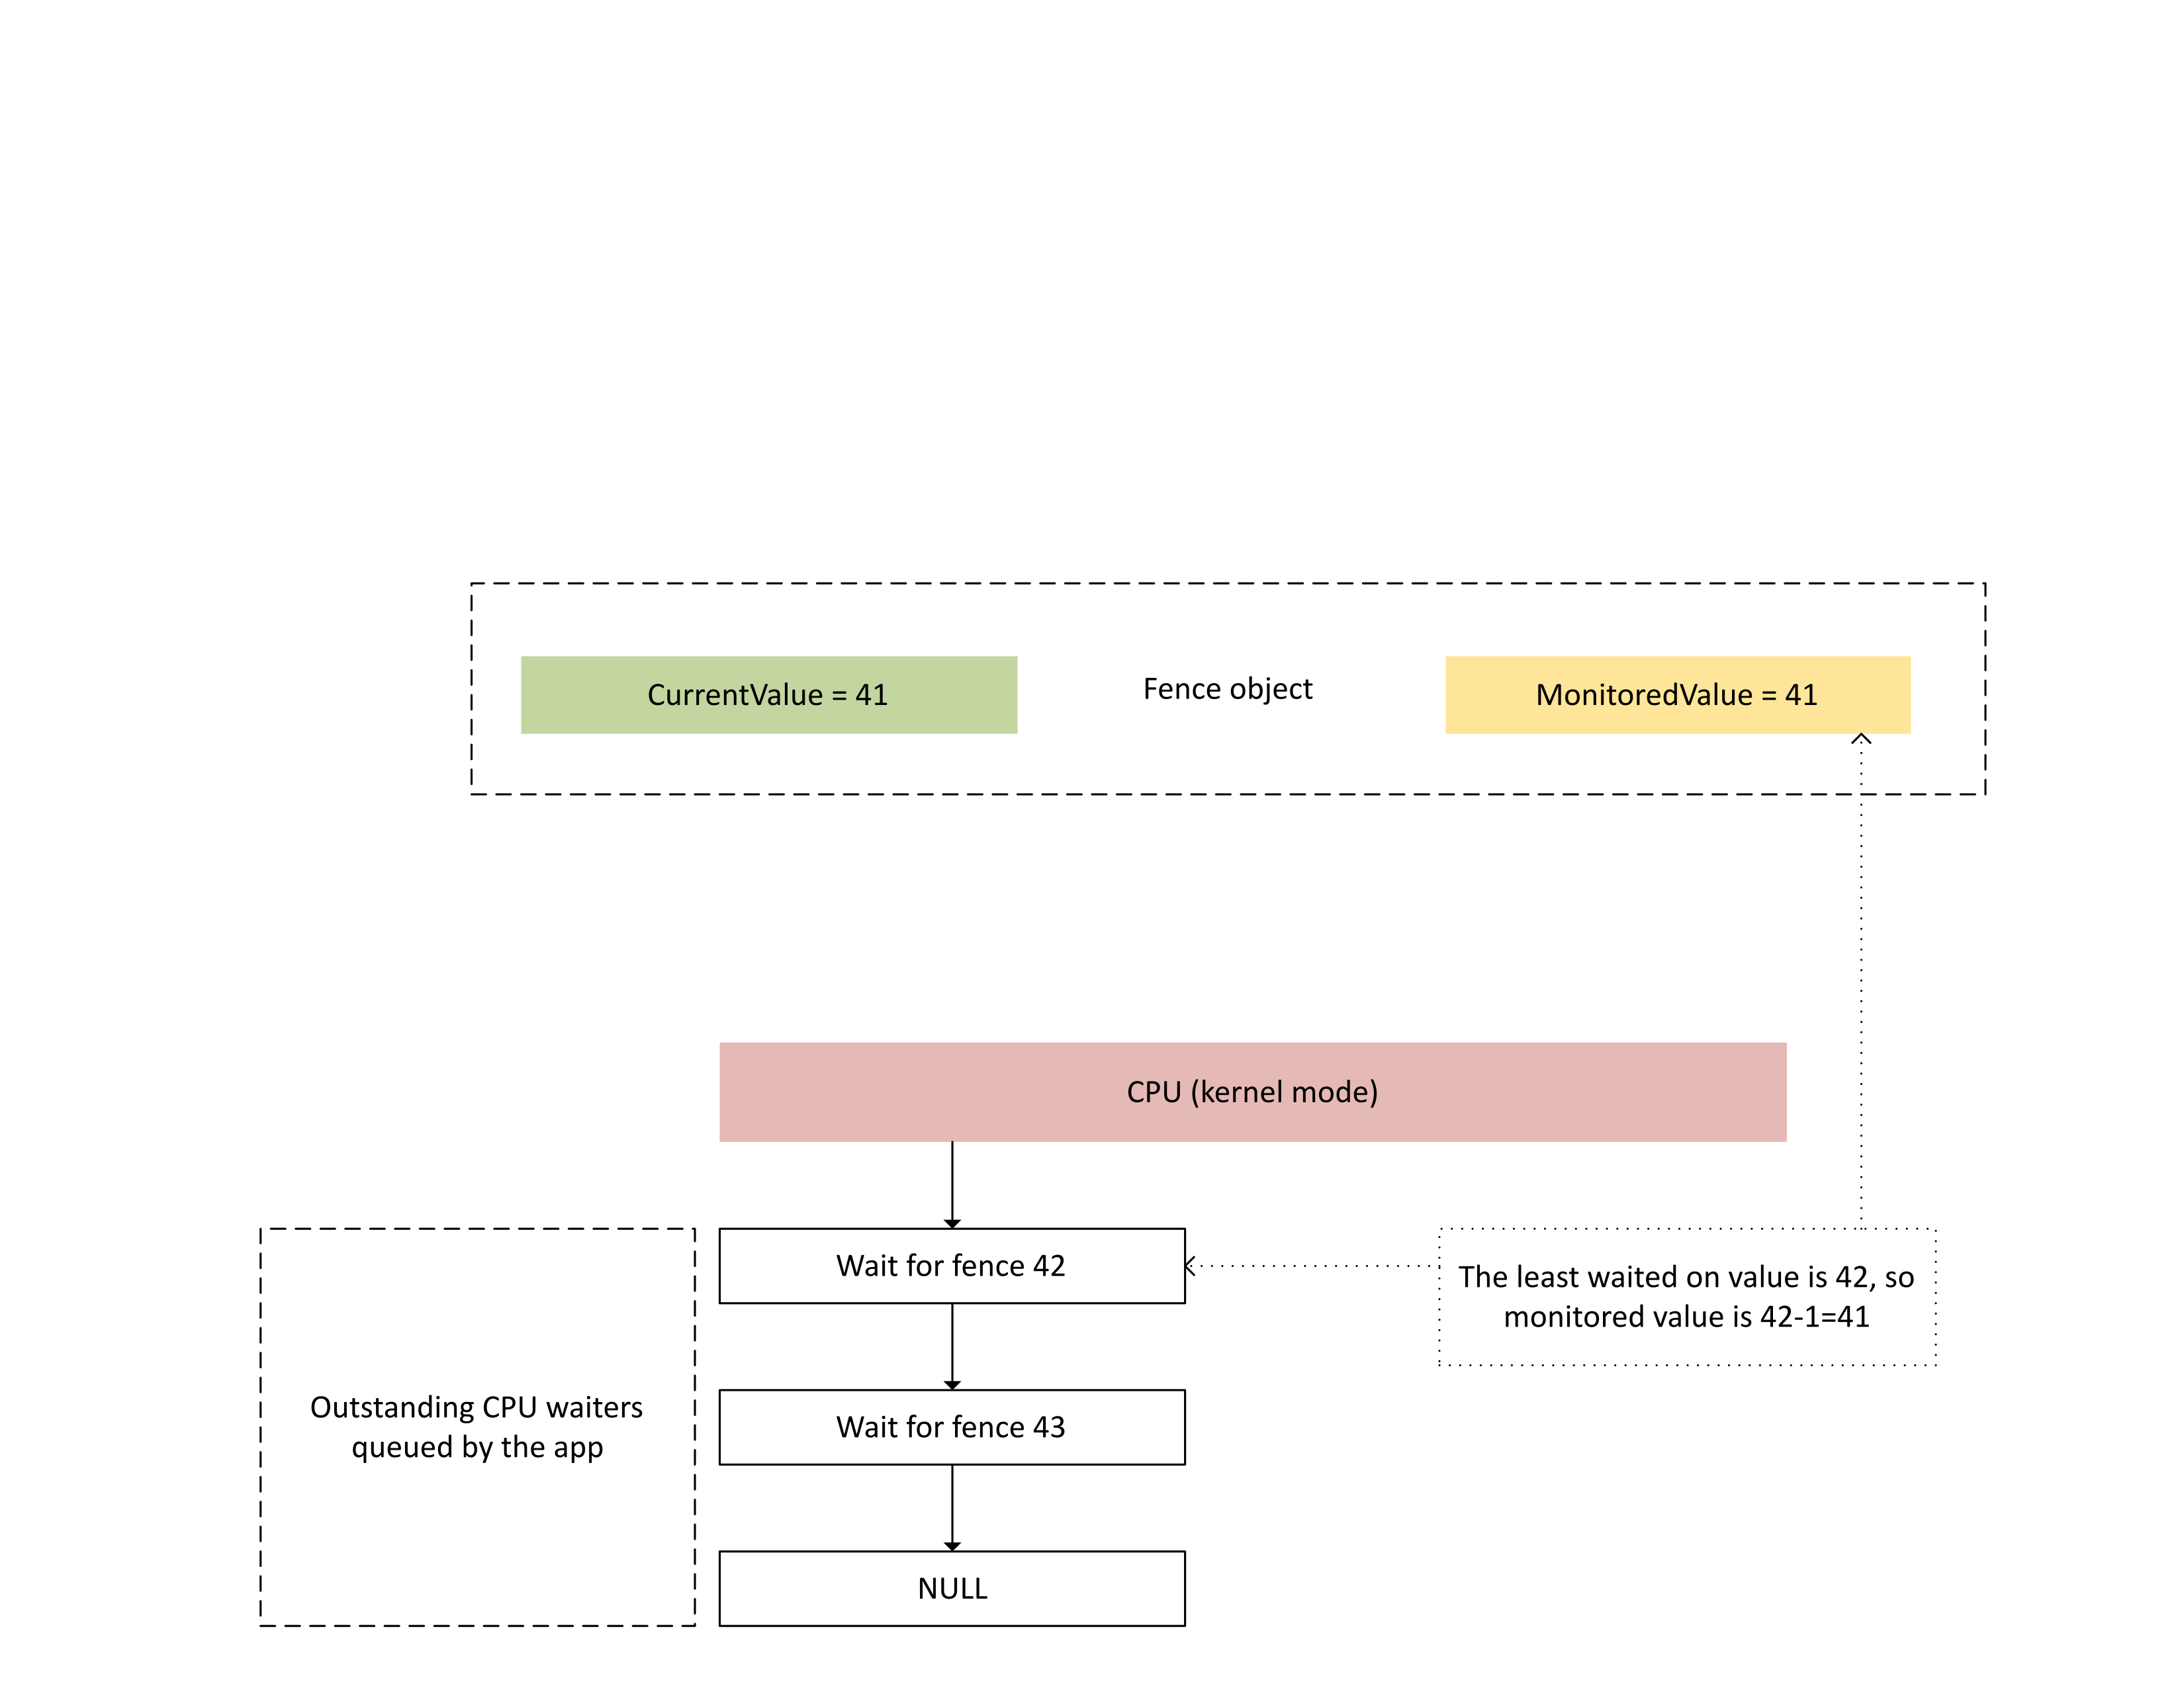 CurrentValue = 41
Fence object
MonitoredValue = 41
CPU (kernel mode)
Wait for fence 42
The least waited on value is 42, so
monitored value is 42-1=41
Outstanding CPU waiters
queued by the app
Wait for fence 43
NULL